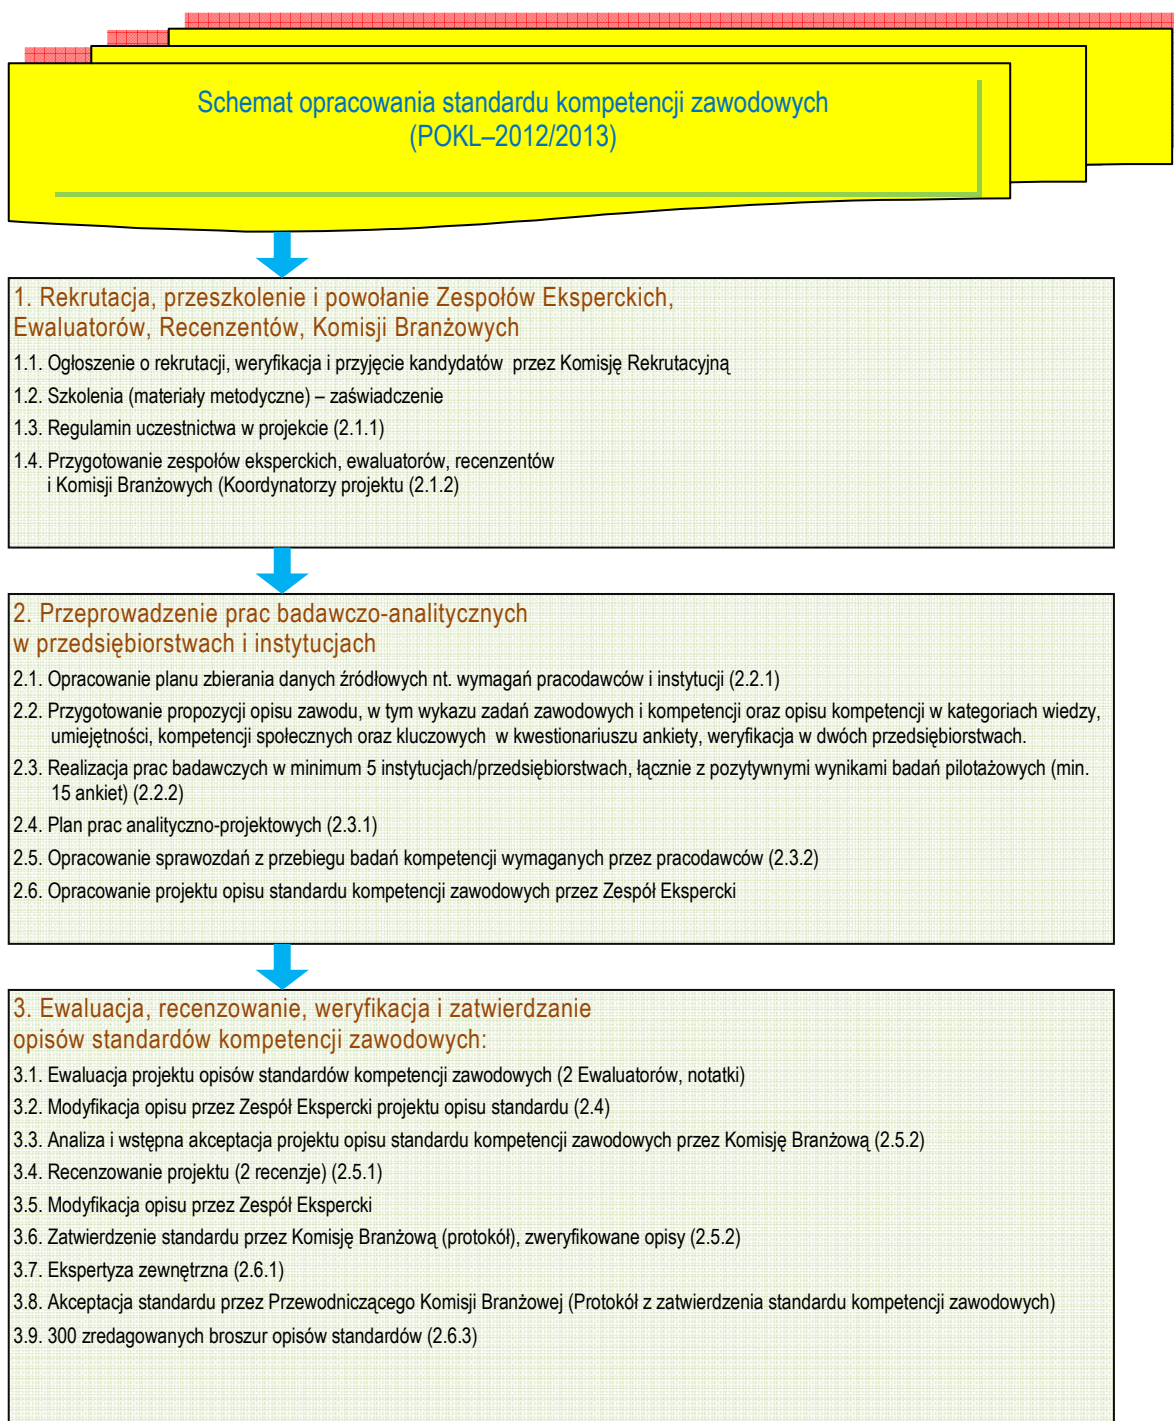 Schemat opracowania standardu kompetencji zawodowych
(POKL–2012/2013)
1. Rekrutacja, przeszkolenie i powołanie Zespołów Eksperckich,
Ewaluatorów, Recenzentów, Komisji Branżowych
1.1. Ogłoszenie o rekrutacji, weryfikacja i przyjęcie kandydatów przez Komisję Rekrutacyjną
1.2. Szkolenia (materiały metodyczne) – zaświadczenie
1.3. Regulamin uczestnictwa w projekcie (2.1.1)
1.4. Przygotowanie zespołów eksperckich, ewaluatorów, recenzentów
i Komisji Branżowych (Koordynatorzy projektu (2.1.2)
2. Przeprowadzenie prac badawczo-analitycznych
w przedsiębiorstwach i instytucjach
2.1. Opracowanie planu zbierania danych źródłowych nt. wymagań pracodawców i instytucji (2.2.1)
2.2. Przygotowanie propozycji opisu zawodu, w tym wykazu zadań zawodowych i kompetencji oraz opisu kompetencji w kategoriach wiedzy,
umiejętności, kompetencji społecznych oraz kluczowych w kwestionariuszu ankiety, weryfikacja w dwóch przedsiębiorstwach.
2.3. Realizacja prac badawczych w minimum 5 instytucjach/przedsiębiorstwach, łącznie z pozytywnymi wynikami badań pilotażowych (min.
15 ankiet) (2.2.2)
2.4. Plan prac analityczno-projektowych (2.3.1)
2.5. Opracowanie sprawozdań z przebiegu badań kompetencji wymaganych przez pracodawców (2.3.2)
2.6. Opracowanie projektu opisu standardu kompetencji zawodowych przez Zespół Ekspercki
3. Ewaluacja, recenzowanie, weryfikacja i zatwierdzanie
opisów standardów kompetencji zawodowych:
3.1. Ewaluacja projektu opisów standardów kompetencji zawodowych (2 Ewaluatorów, notatki)
3.2. Modyfikacja opisu przez Zespół Ekspercki projektu opisu standardu (2.4)
3.3. Analiza i wstępna akceptacja projektu opisu standardu kompetencji zawodowych przez Komisję Branżową (2.5.2)
3.4. Recenzowanie projektu (2 recenzje) (2.5.1)
3.5. Modyfikacja opisu przez Zespół Ekspercki
3.6. Zatwierdzenie standardu przez Komisję Branżową (protokół), zweryfikowane opisy (2.5.2)
3.7. Ekspertyza zewnętrzna (2.6.1)
3.8. Akceptacja standardu przez Przewodniczącego Komisji Branżowej (Protokół z zatwierdzenia standardu kompetencji zawodowych)
3.9. 300 zredagowanych broszur opisów standardów (2.6.3)